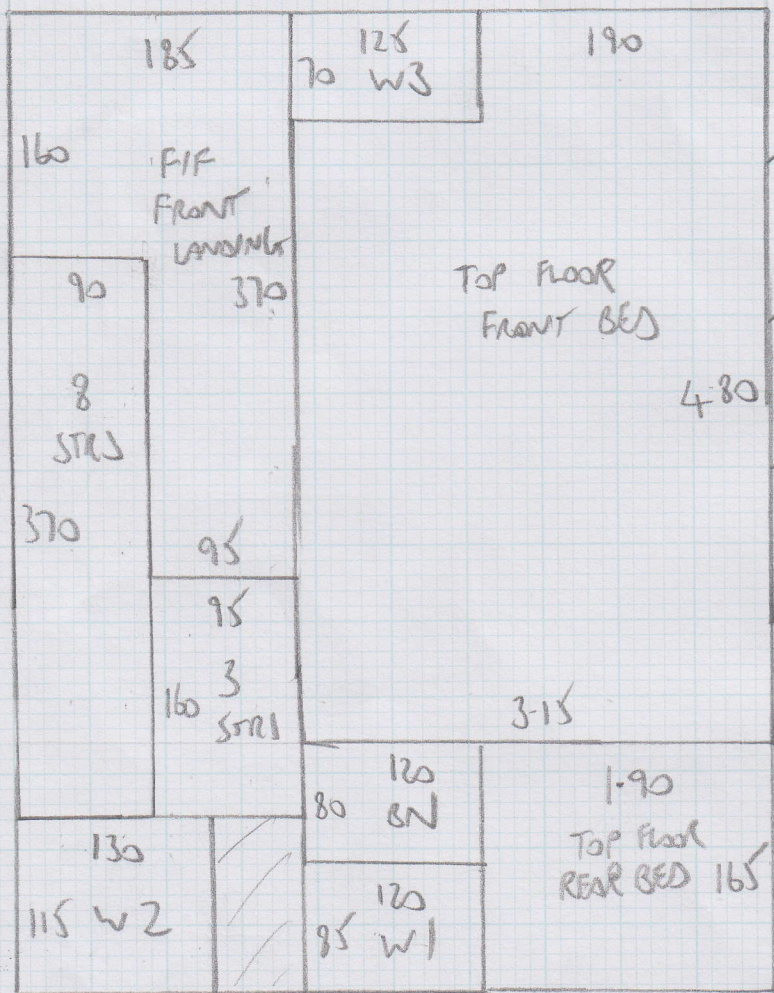 185
125
70 W3
190
160
F/F
FRONT
LANDING
370
TOP FLOOR
FRONT BED
4-80
90
8
STRS
370
95
95
160 3
STRS
3-15
120
80 BN
1-90
TOP FLOOR
REAR BED 165
130
115 W2
120
85 W1